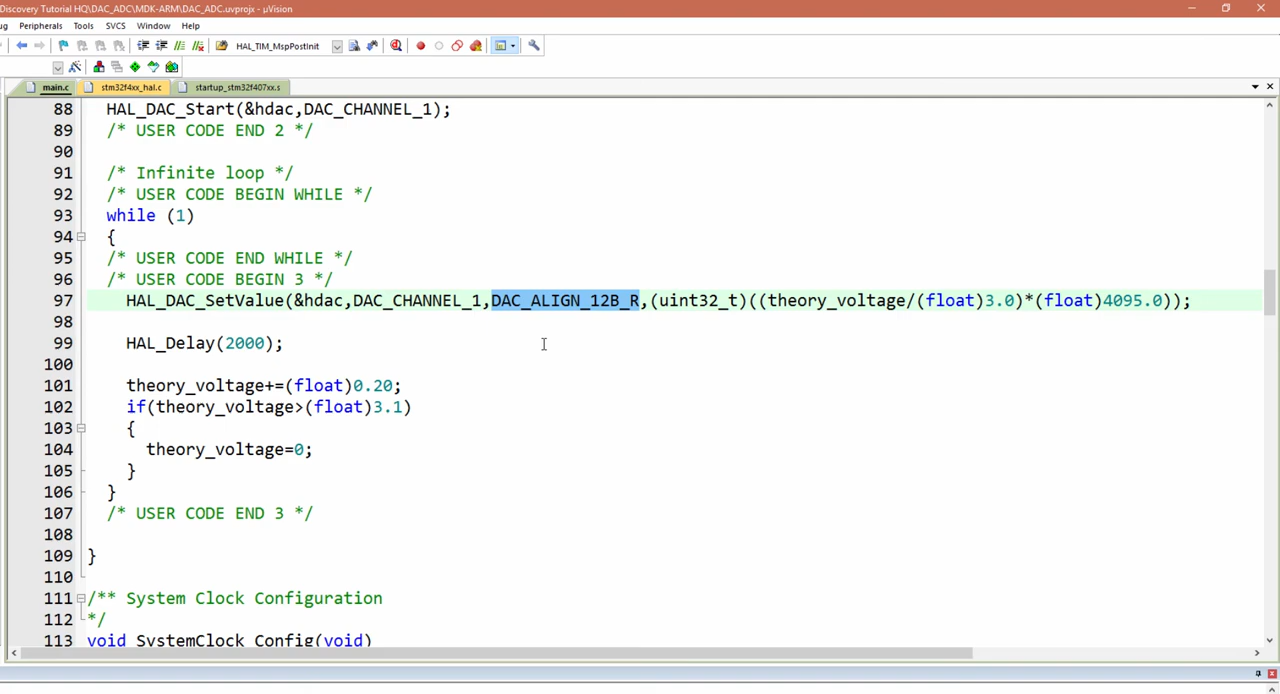 Discovery Tutorial HQ\DAC_ADC\MDK-ARM\DAC_ADC.uvprojx - µVision
ug Peripherals Tools SVCS Window Help
HAL_TIM_MspPostInit
main.c stm32f4xx_hal.c startup_stm32f407xx.s
88 HAL_DAC_Start(&hdac,DAC_CHANNEL_1);
89 /* USER CODE END 2 */
90
91 /* Infinite loop */
92 /* USER CODE BEGIN WHILE */
93 while (1)
94 {
95 /* USER CODE END WHILE */
96 /* USER CODE BEGIN 3 */
97 HAL_DAC_SetValue(&hdac,DAC_CHANNEL_1,DAC_ALIGN_12B_R,(uint32_t)((theory_voltage/(float)3.0)*(float)4095.0));
98
99 HAL_Delay(2000);
100
101 theory_voltage+=(float)0.20;
102 if(theory_voltage>(float)3.1)
103 {
104 theory_voltage=0;
105 }
106 }
107 /* USER CODE END 3 */
108
109 }
110
111 /** System Clock Configuration
112 */
113 void SystemClock_Config(void)